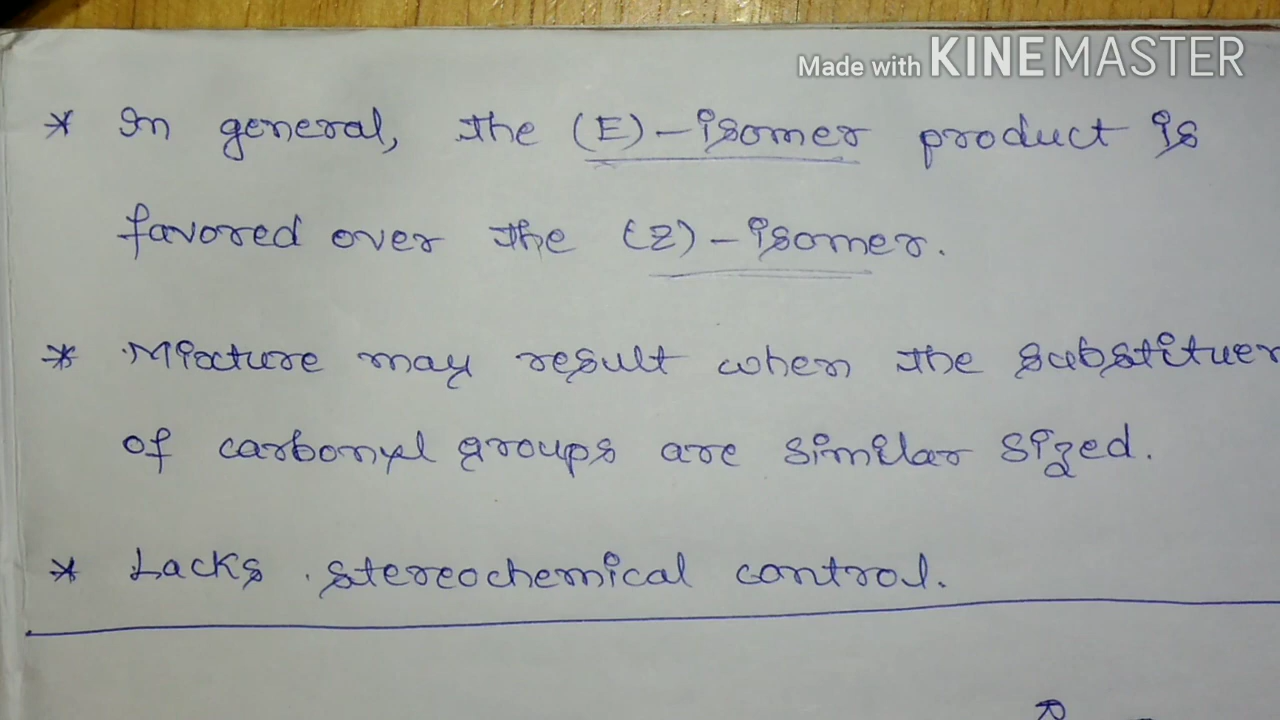 Made with KINEMASTER
* In general, the (E)-isomer product is
favored over the (Z)-isomer.
* Mixture may result when the substituen
of carbonyl groups are similar sized.
* Lacks stereochemical control.
R